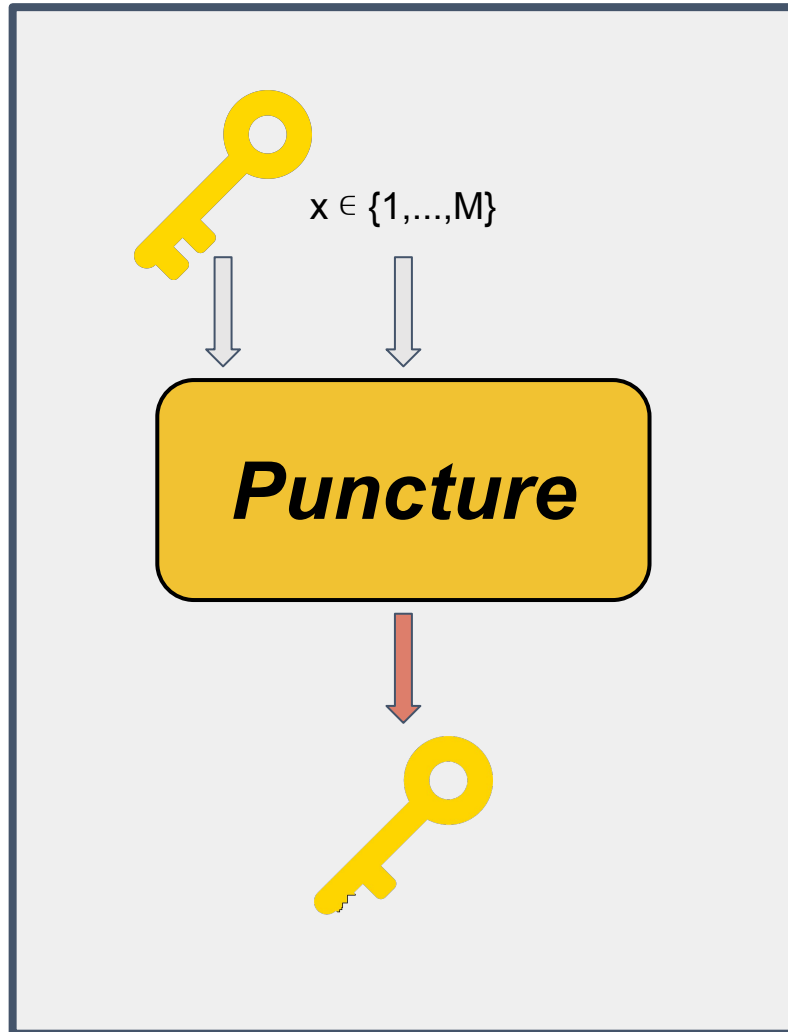 x ∈ {1,...,M}
Puncture